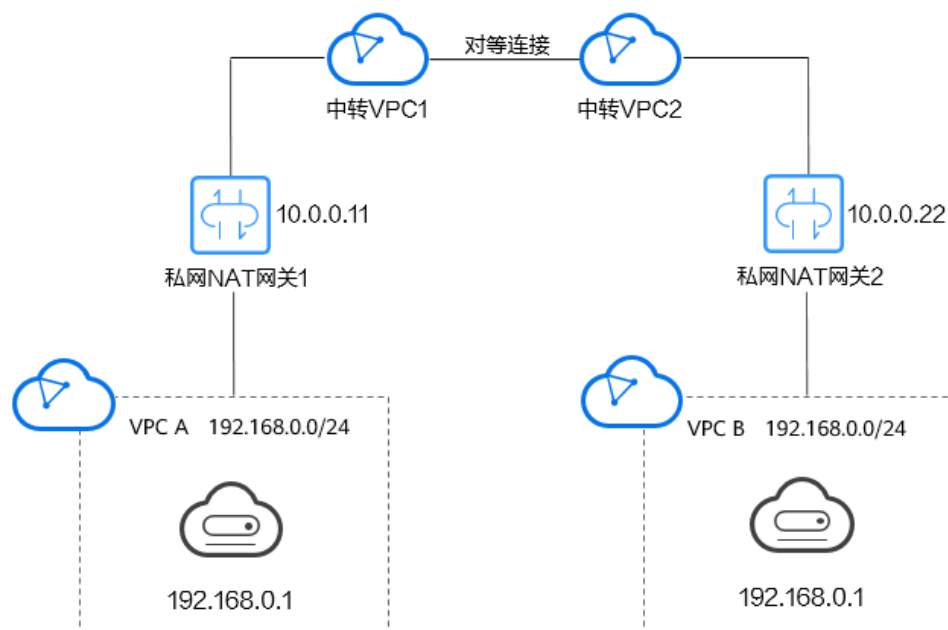 对等连接
中转VPC1
中转VPC2
10.0.0.11
10.0.0.22
私网NAT网关1
私网NAT网关2
VPC A 192.168.0.0/24
VPC B 192.168.0.0/24
192.168.0.1
192.168.0.1